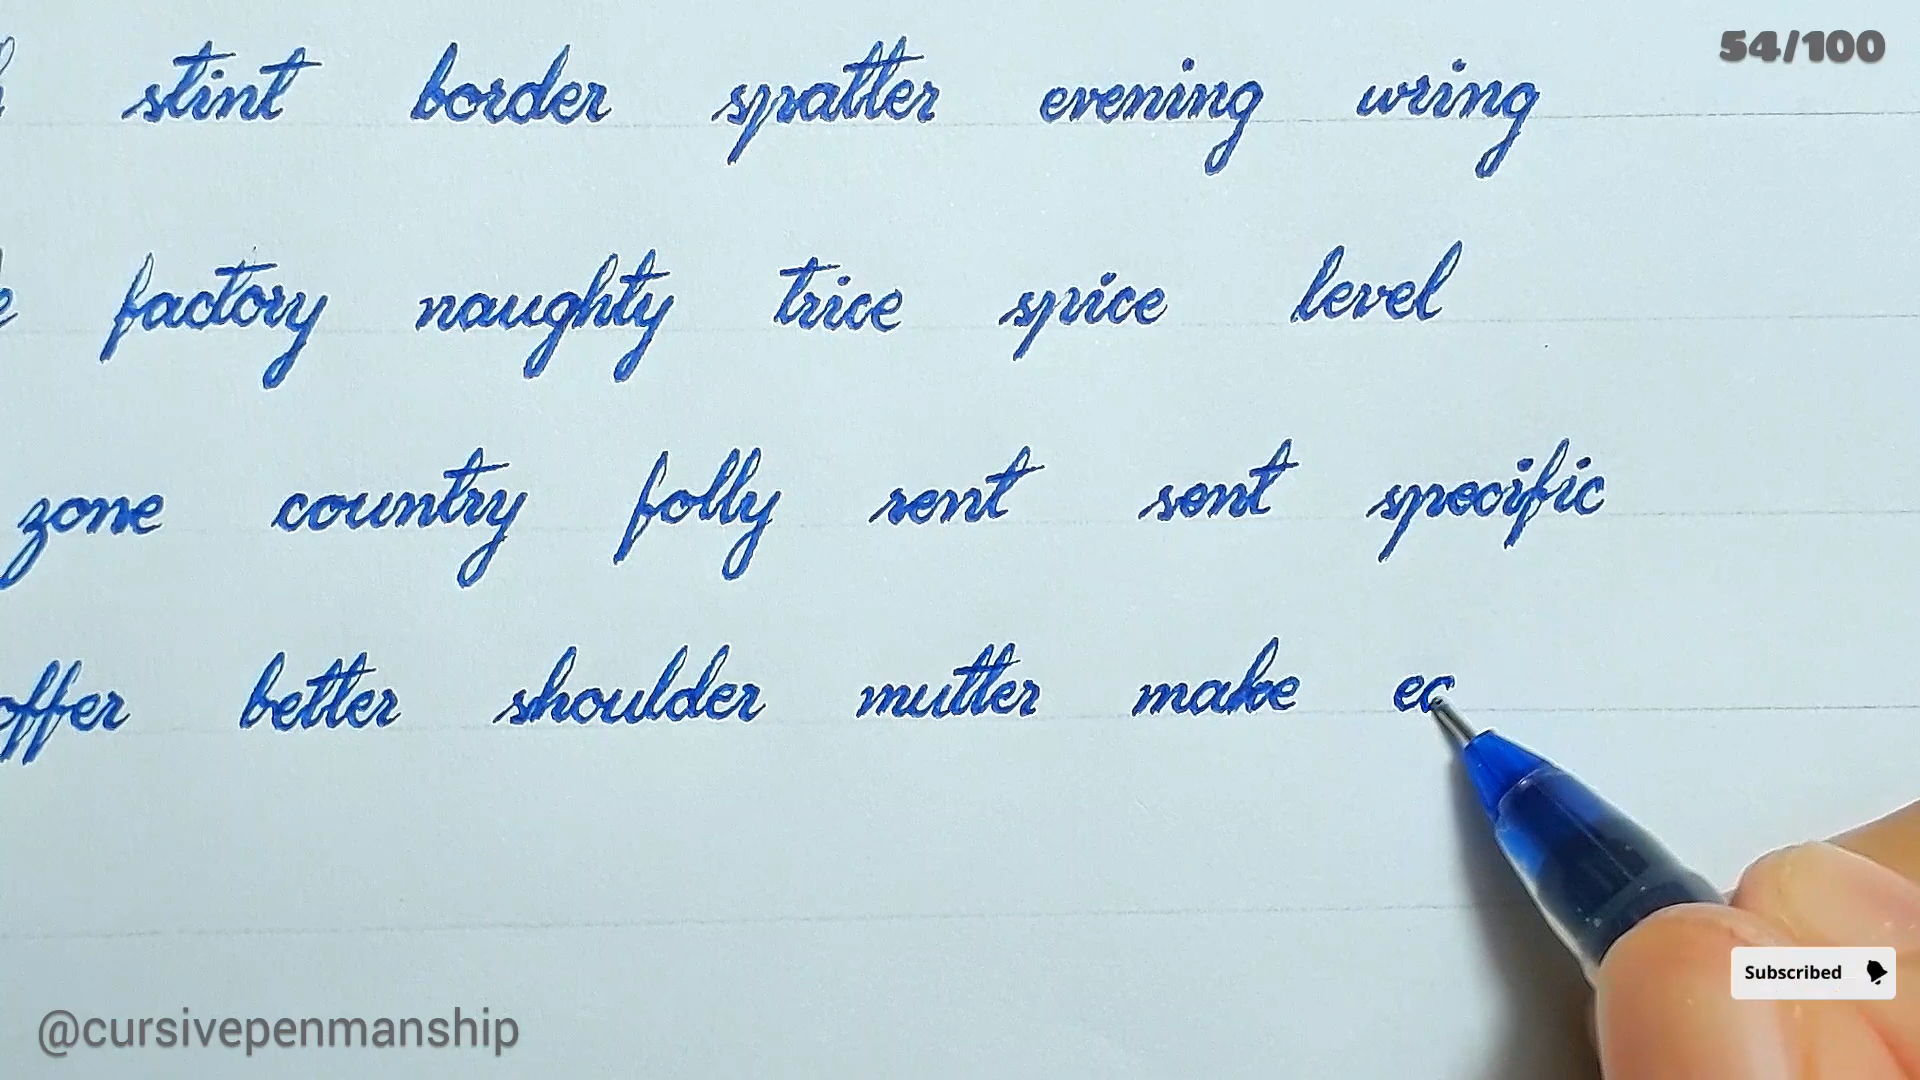 54/100
stint border spatter evening wring
factory naughty trice spice level
zone country folly rent sent specific
offer better shoulder mutter make ec
Subscribed
@cursivepenmanship